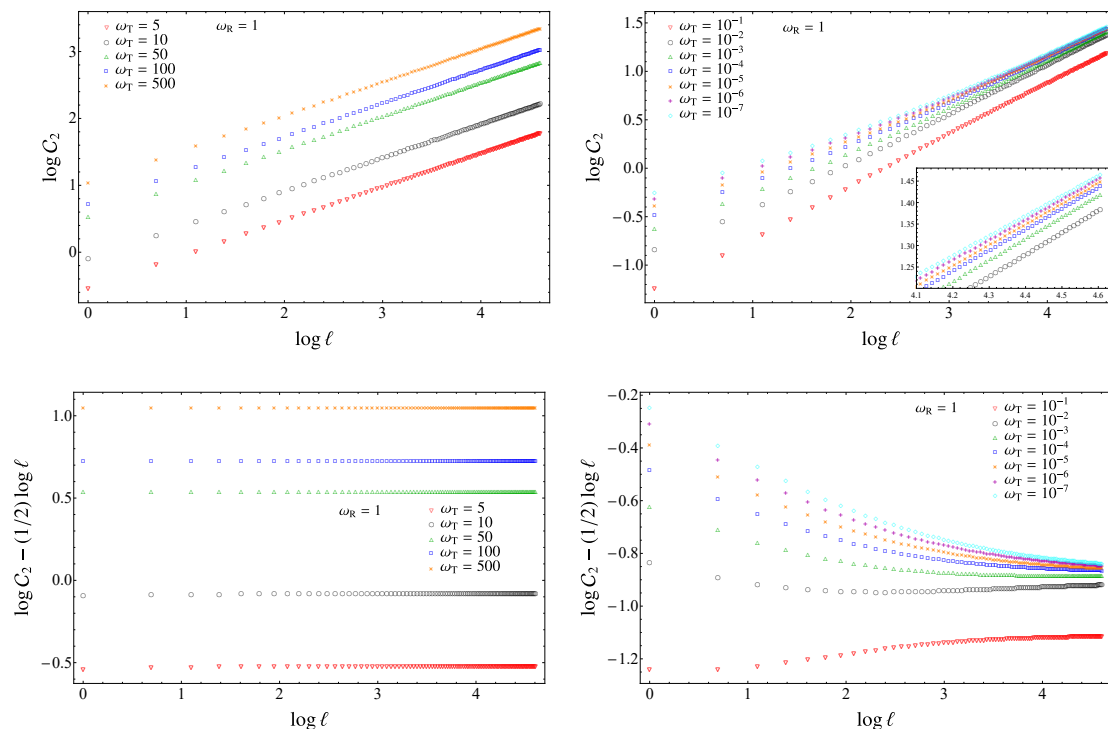 ω_T = 5
ω_T = 10
ω_T = 50
ω_T = 100
ω_T = 500
ω_R = 1
log C_2
3
2
1
0
0 1 2 3 4
log ℓ
ω_T = 10^{-1}
ω_T = 10^{-2}
ω_T = 10^{-3}
ω_T = 10^{-4}
ω_T = 10^{-5}
ω_T = 10^{-6}
ω_T = 10^{-7}
ω_R = 1
log C_2
1.5
1.0
0.5
0.0
−0.5
−1.0
0 1 2 3 4
log ℓ
1.45
1.40
1.35
1.30
1.25
4.1 4.2 4.3 4.4 4.5 4.6
log C_2 − (1/2) log ℓ
1.0
0.5
0.0
−0.5
ω_R = 1
ω_T = 5
ω_T = 10
ω_T = 50
ω_T = 100
ω_T = 500
0 1 2 3 4
log ℓ
log C_2 − (1/2) log ℓ
−0.2
−0.4
−0.6
−0.8
−1.0
−1.2
ω_R = 1
ω_T = 10^{-1}
ω_T = 10^{-2}
ω_T = 10^{-3}
ω_T = 10^{-4}
ω_T = 10^{-5}
ω_T = 10^{-6}
ω_T = 10^{-7}
0 1 2 3 4
log ℓ